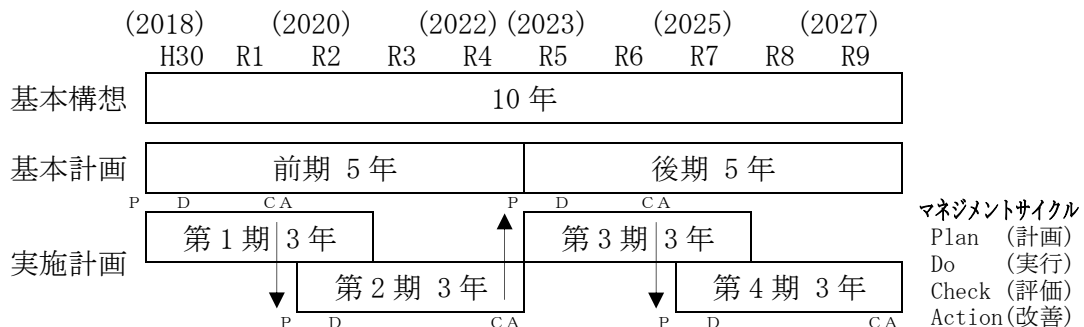 (2018) (2020) (2022) (2023) (2025) (2027)
H30 R1 R2 R3 R4 R5 R6 R7 R8 R9
基本構想 10 年
基本計画 前期 5 年 後期 5 年
P D C A P D C A
マネジメントサイクル
第 1 期 3 年 第 3 期 3 年
Plan (計画)
実施計画
Do (実行)
第 2 期 3 年 第 4 期 3 年
Check (評価)
P D C A P D C A
Action(改善)